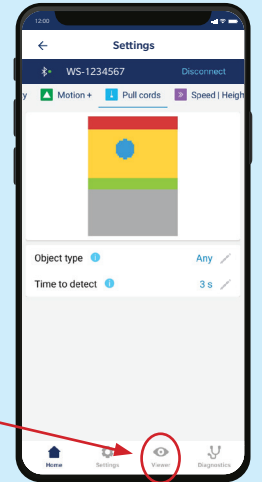 12:00
Settings
WS-1234567 Disconnect
y Motion + Pull cords Speed | Heigh
Object type Any
Time to detect 3 s
Home Settings Viewer Diagnostics